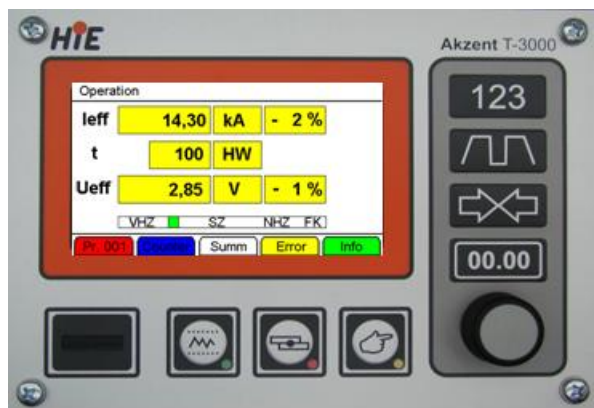 HIE
Akzent T-3000
Operation
Ieff 14,30 kA - 2 %
t 100 HW
Ueff 2,85 V - 1 %
VHZ SZ NHZ FK
Pr. 001 Counter Summ Error Info
123
00.00